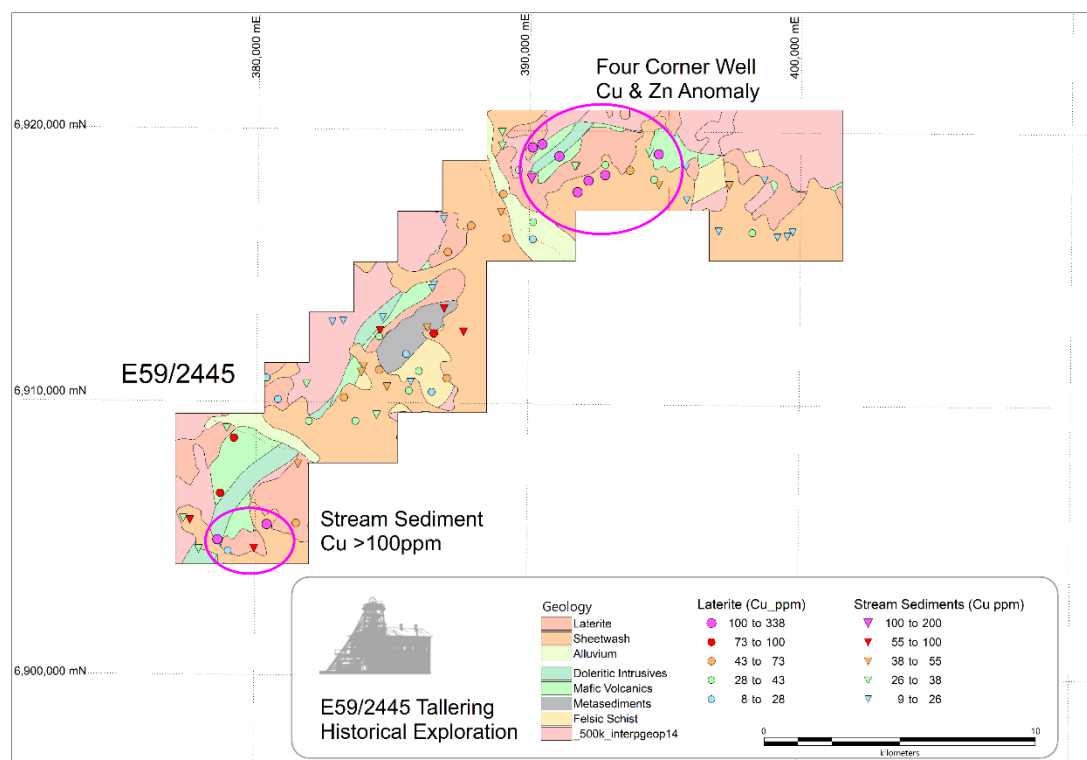 380,000 mE
390,000 mE
400,000 mE
Four Corner Well
Cu & Zn Anomaly
6,920,000 mN
E59/2445
6,910,000 mN
Stream Sediment
Cu >100ppm
6,900,000 mN
Geology
Laterite
Sheetwash
Alluvium
Doleritic Intrusives
Mafic Volcanics
Metasediments
Felsic Schist
_500k_interpgeop14
Laterite (Cu_ppm)
100 to 338
73 to 100
43 to 73
28 to 43
8 to 28
Stream Sediments (Cu ppm)
100 to 200
55 to 100
38 to 55
26 to 38
9 to 26
E59/2445 Tallering
Historical Exploration
0 10
kilometers